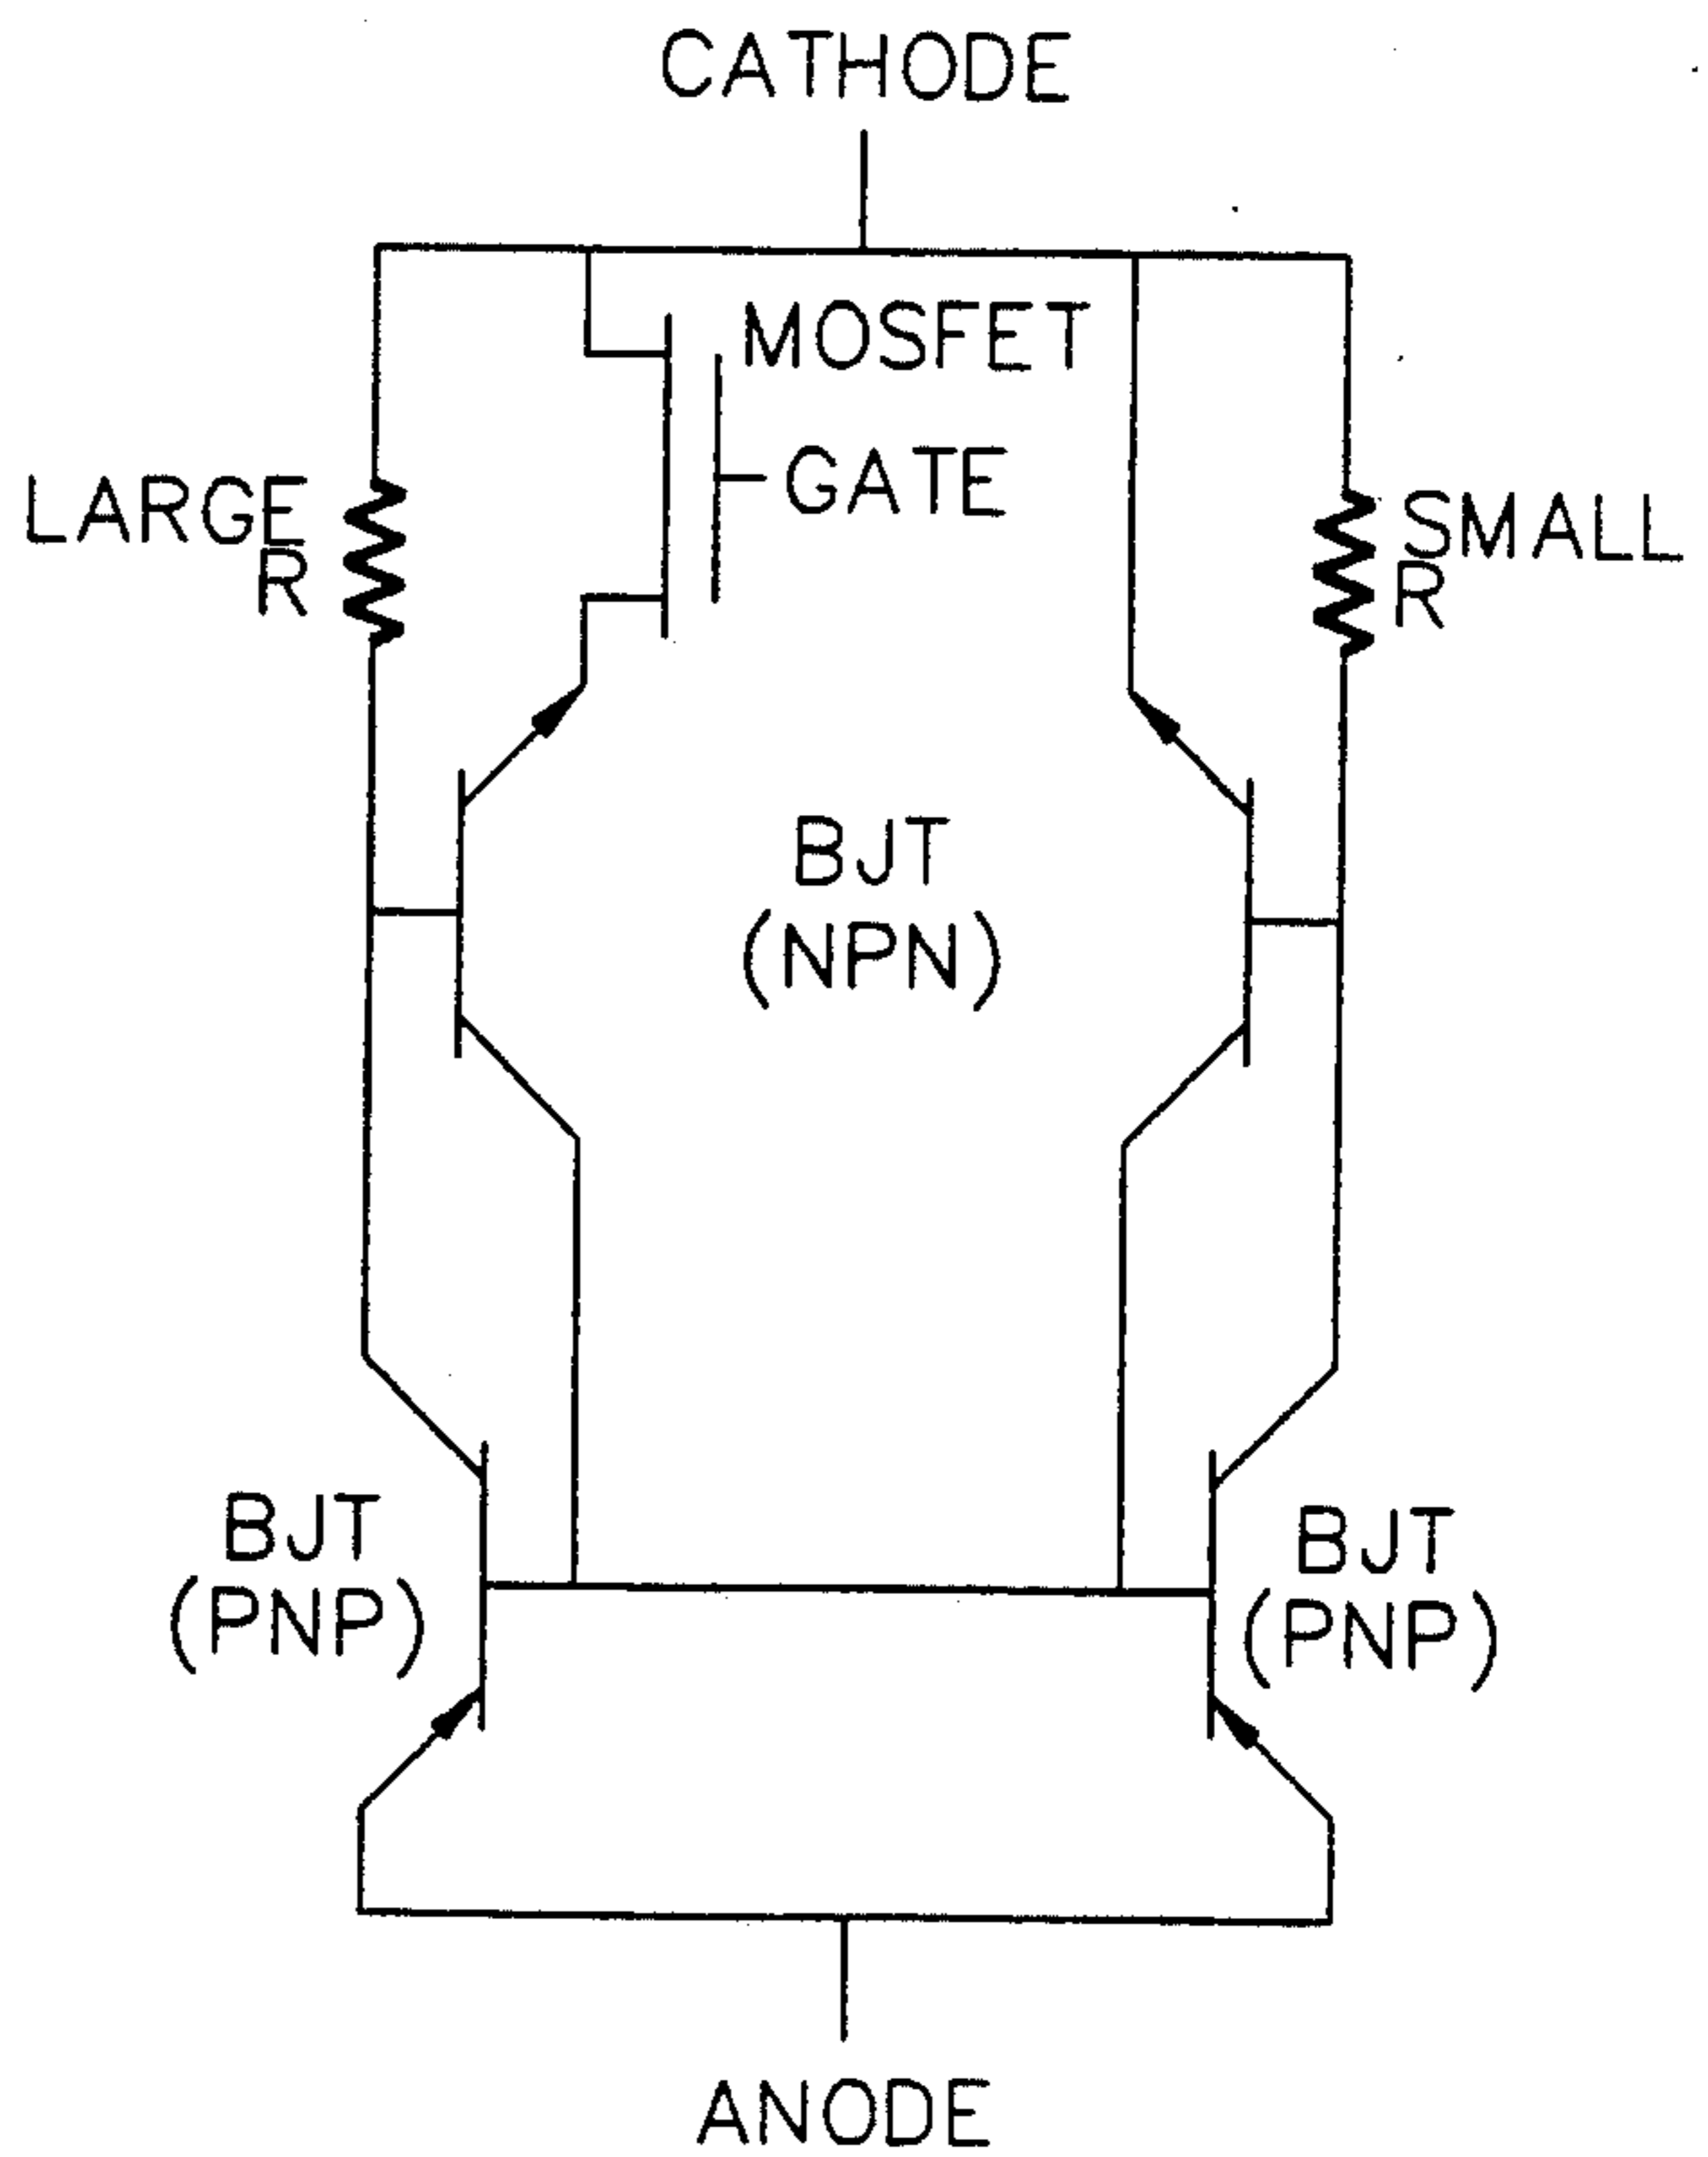 CATHODE
MOSFET
GATE
LARGE
R
SMALL
R
BJT
(NPN)
BJT
(PNP)
BJT
(PNP)
ANODE